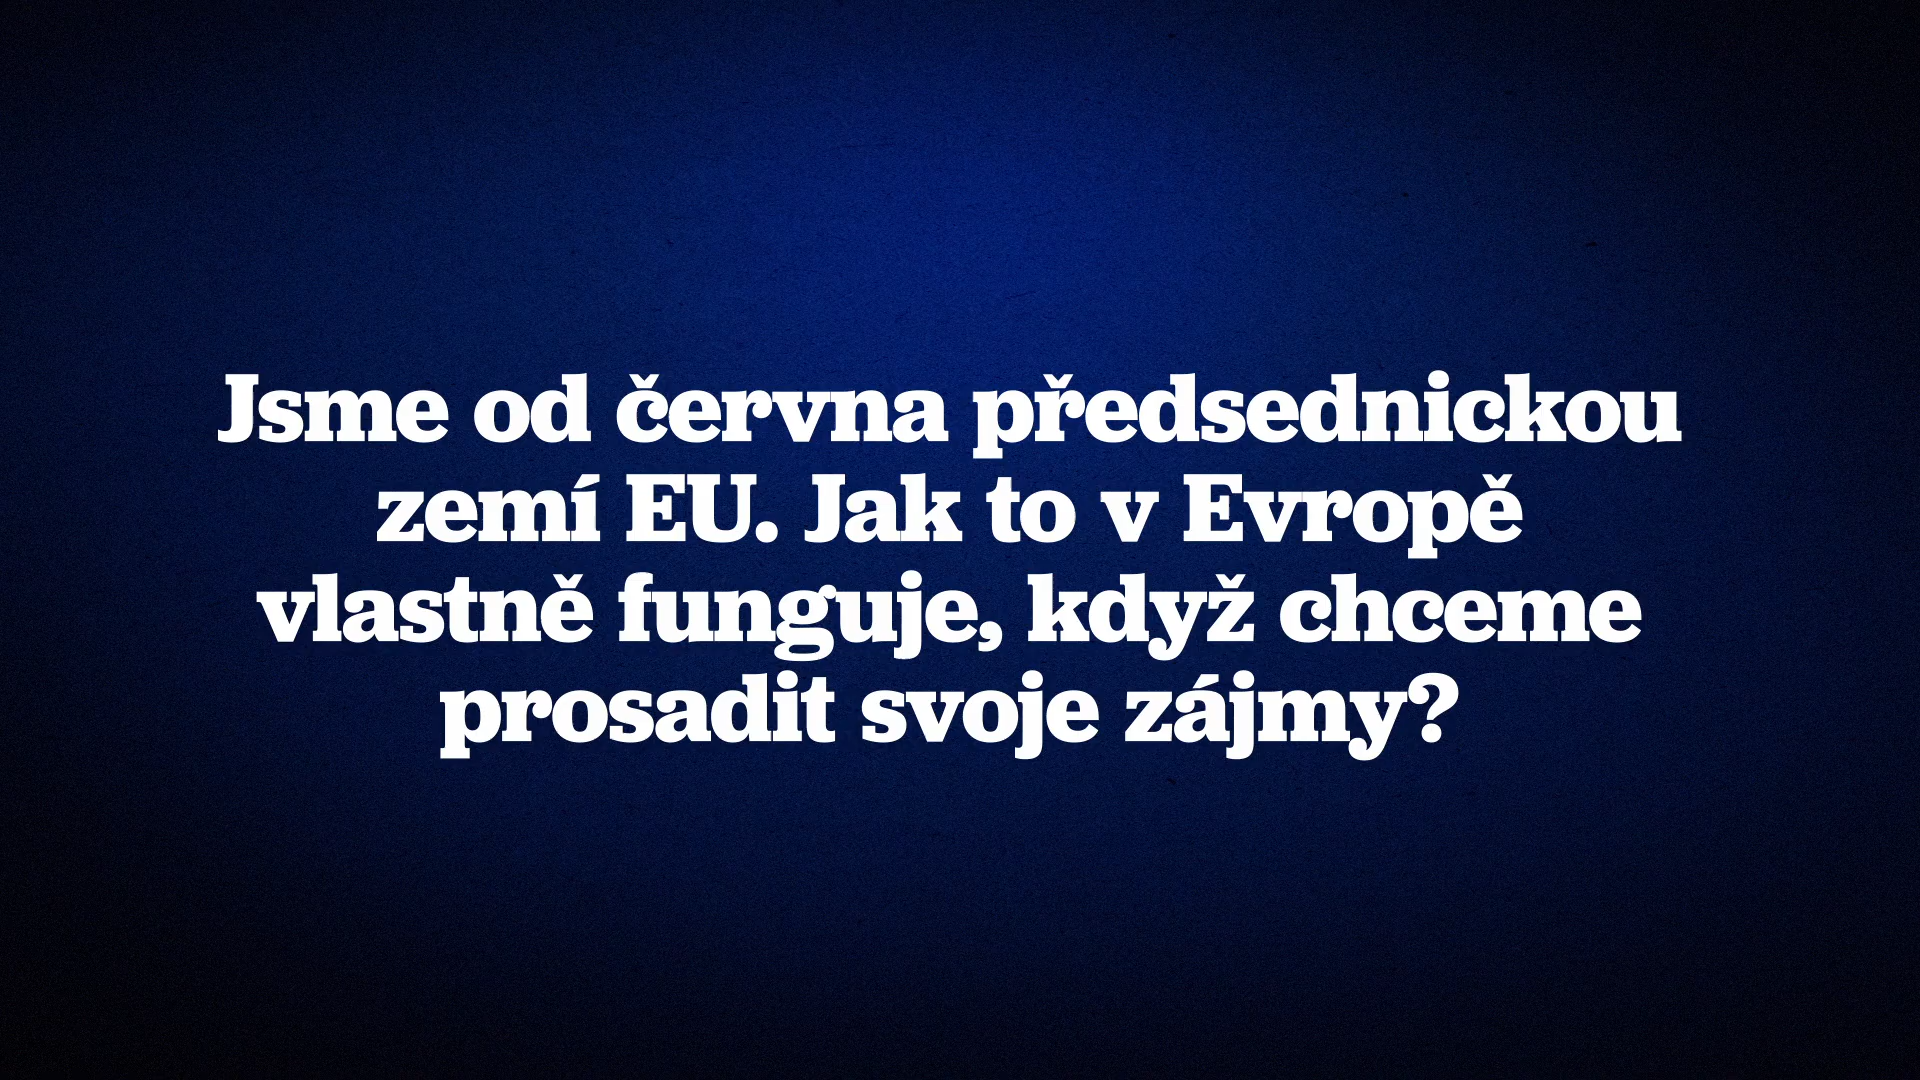 Jsme od června předsednickou
zemí EU. Jak to v Evropě
vlastně funguje, když chceme
prosadit svoje zájmy?